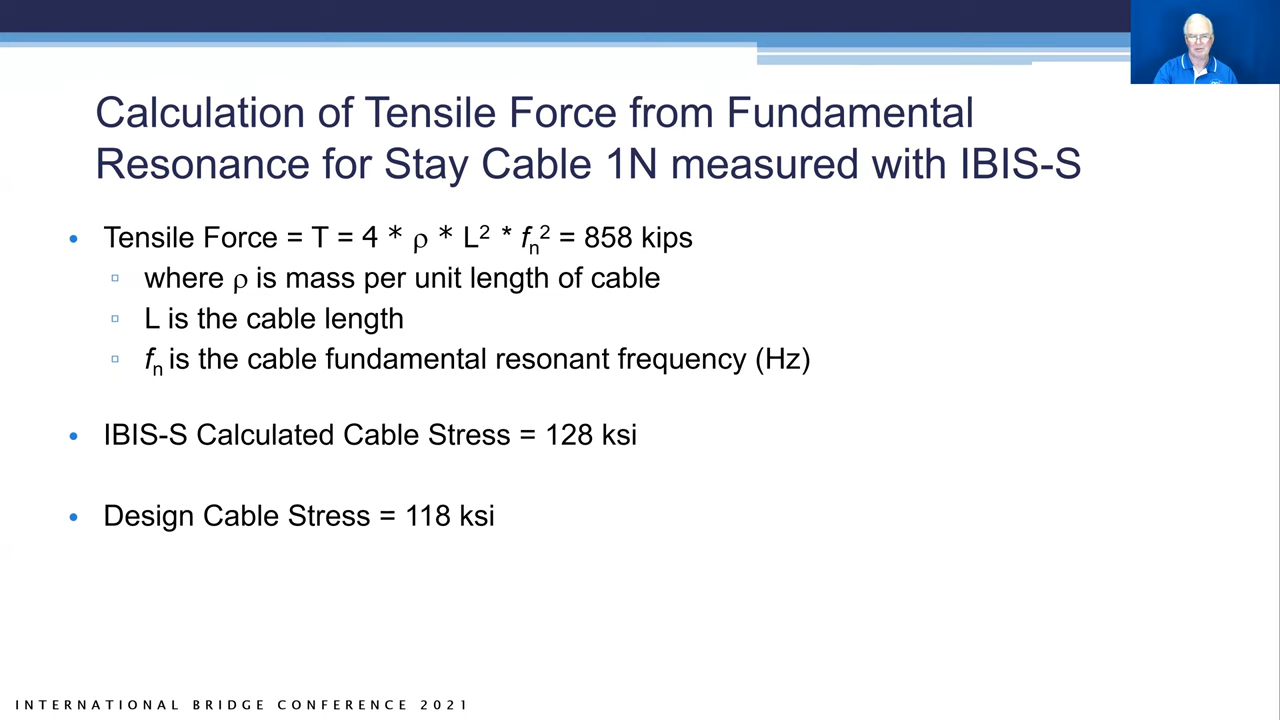 Calculation of Tensile Force from Fundamental
Resonance for Stay Cable 1N measured with IBIS-S
• Tensile Force = T = 4 * ρ * L² * fₙ² = 858 kips
▫ where ρ is mass per unit length of cable
▫ L is the cable length
▫ fₙ is the cable fundamental resonant frequency (Hz)
• IBIS-S Calculated Cable Stress = 128 ksi
• Design Cable Stress = 118 ksi
INTERNATIONAL BRIDGE CONFERENCE 2021